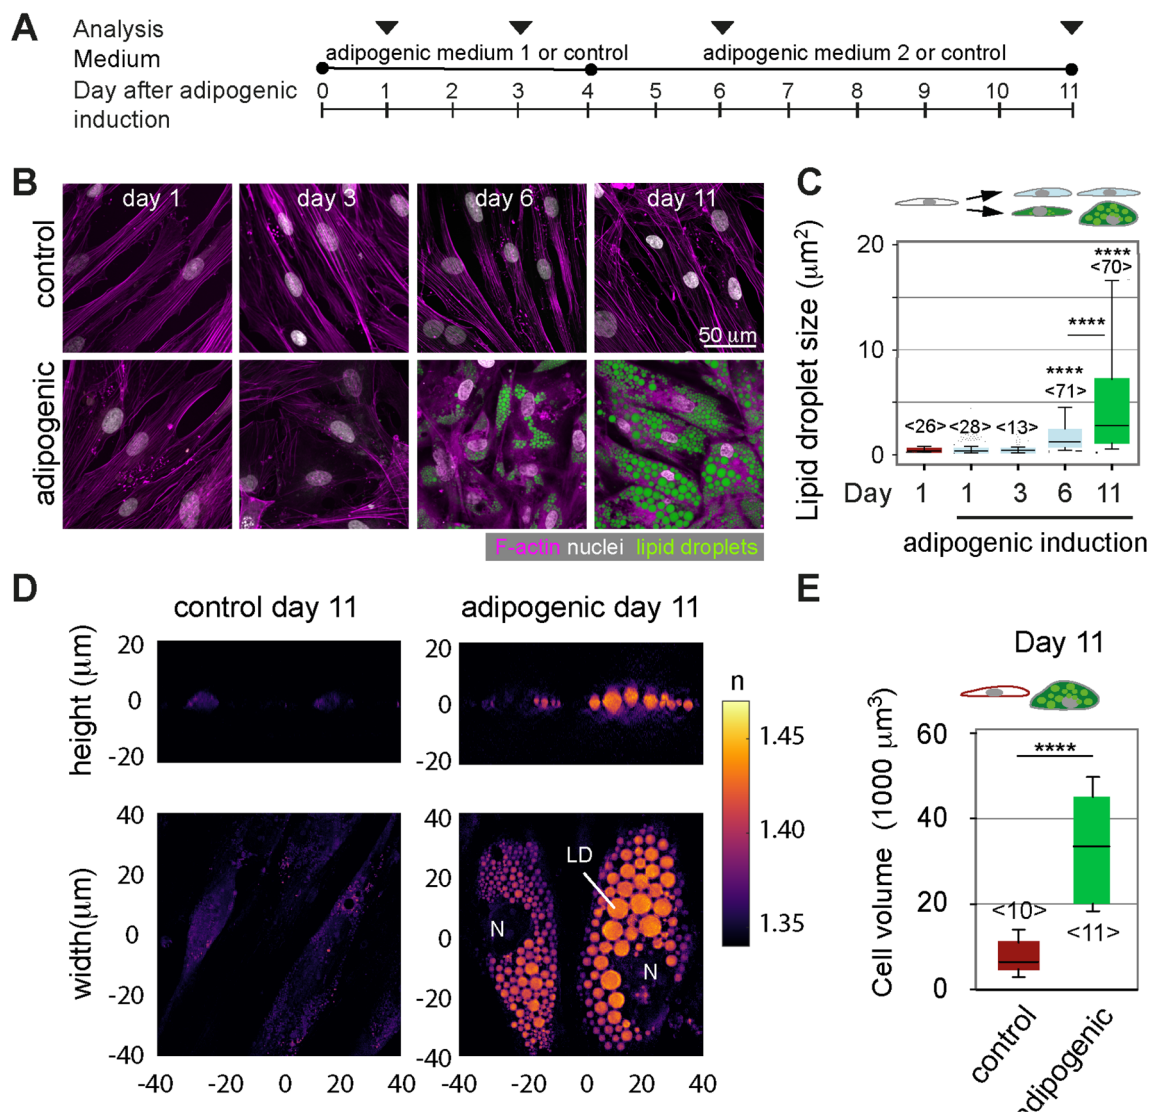 A
Analysis
Medium
adipogenic medium 1 or control
adipogenic medium 2 or control
Day after adipogenic
induction
0 1 2 3 4 5 6 7 8 9 10 11
B
day 1 day 3 day 6 day 11
control
50 μm
adipogenic
F-actin nuclei lipid droplets
C
Lipid droplet size (μm²)
20
10
0
<26> <28> <13>
****
<71>
****
****
<70>
Day 1 1 3 6 11
adipogenic induction
D
control day 11 adipogenic day 11
height (μm)
20
0
-20
20
0
-20
n
1.45
1.40
1.35
width(μm)
40
20
0
-20
-40
40
20
0
-20
-40
LD
N
N
-40 -20 0 20 40
-40 -20 0 20 40
E
Day 11
Cell volume (1000 μm³)
60
40
20
0
****
<10>
<11>
control
adipogenic